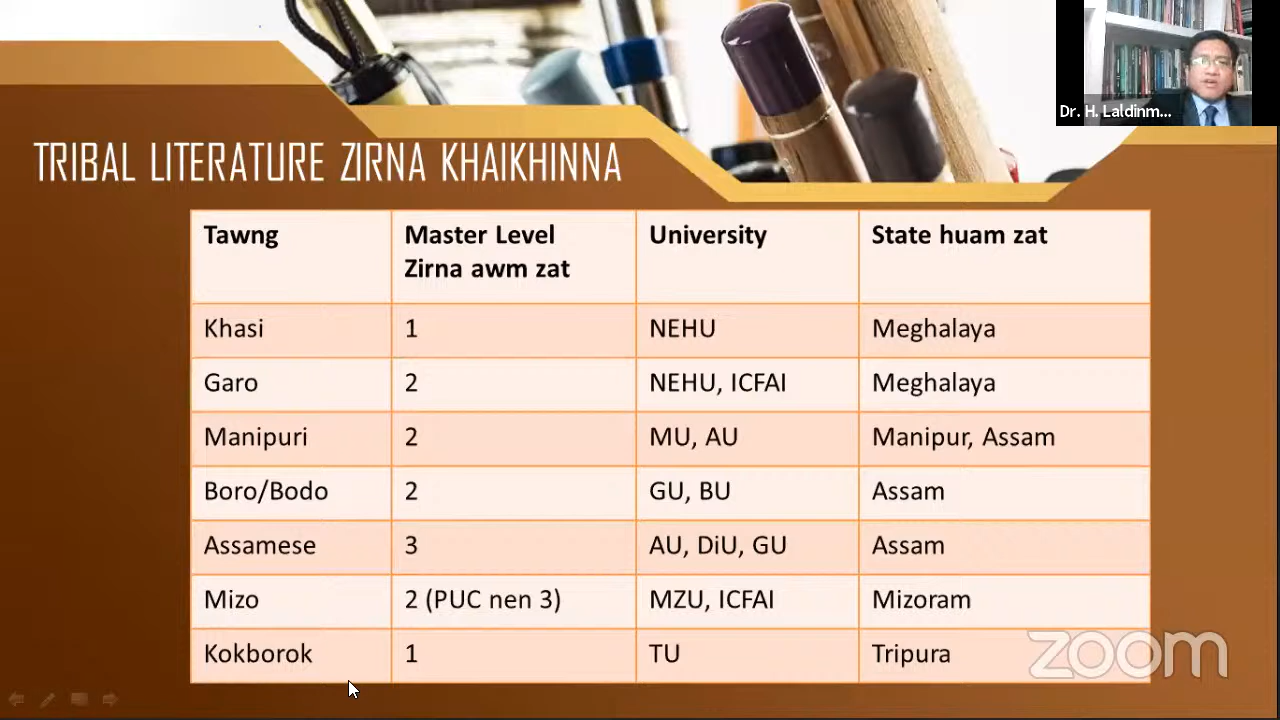 Dr. H. Laldinm...
TRIBAL LITERATURE ZIRNA KHAIKHINNA
Tawng Master Level Zirna awm zat University State huam zat
Khasi 1 NEHU Meghalaya
Garo 2 NEHU, ICFAI Meghalaya
Manipuri 2 MU, AU Manipur, Assam
Boro/Bodo 2 GU, BU Assam
Assamese 3 AU, DiU, GU Assam
Mizo 2 (PUC nen 3) MZU, ICFAI Mizoram
Kokborok 1 TU Tripura
zoom